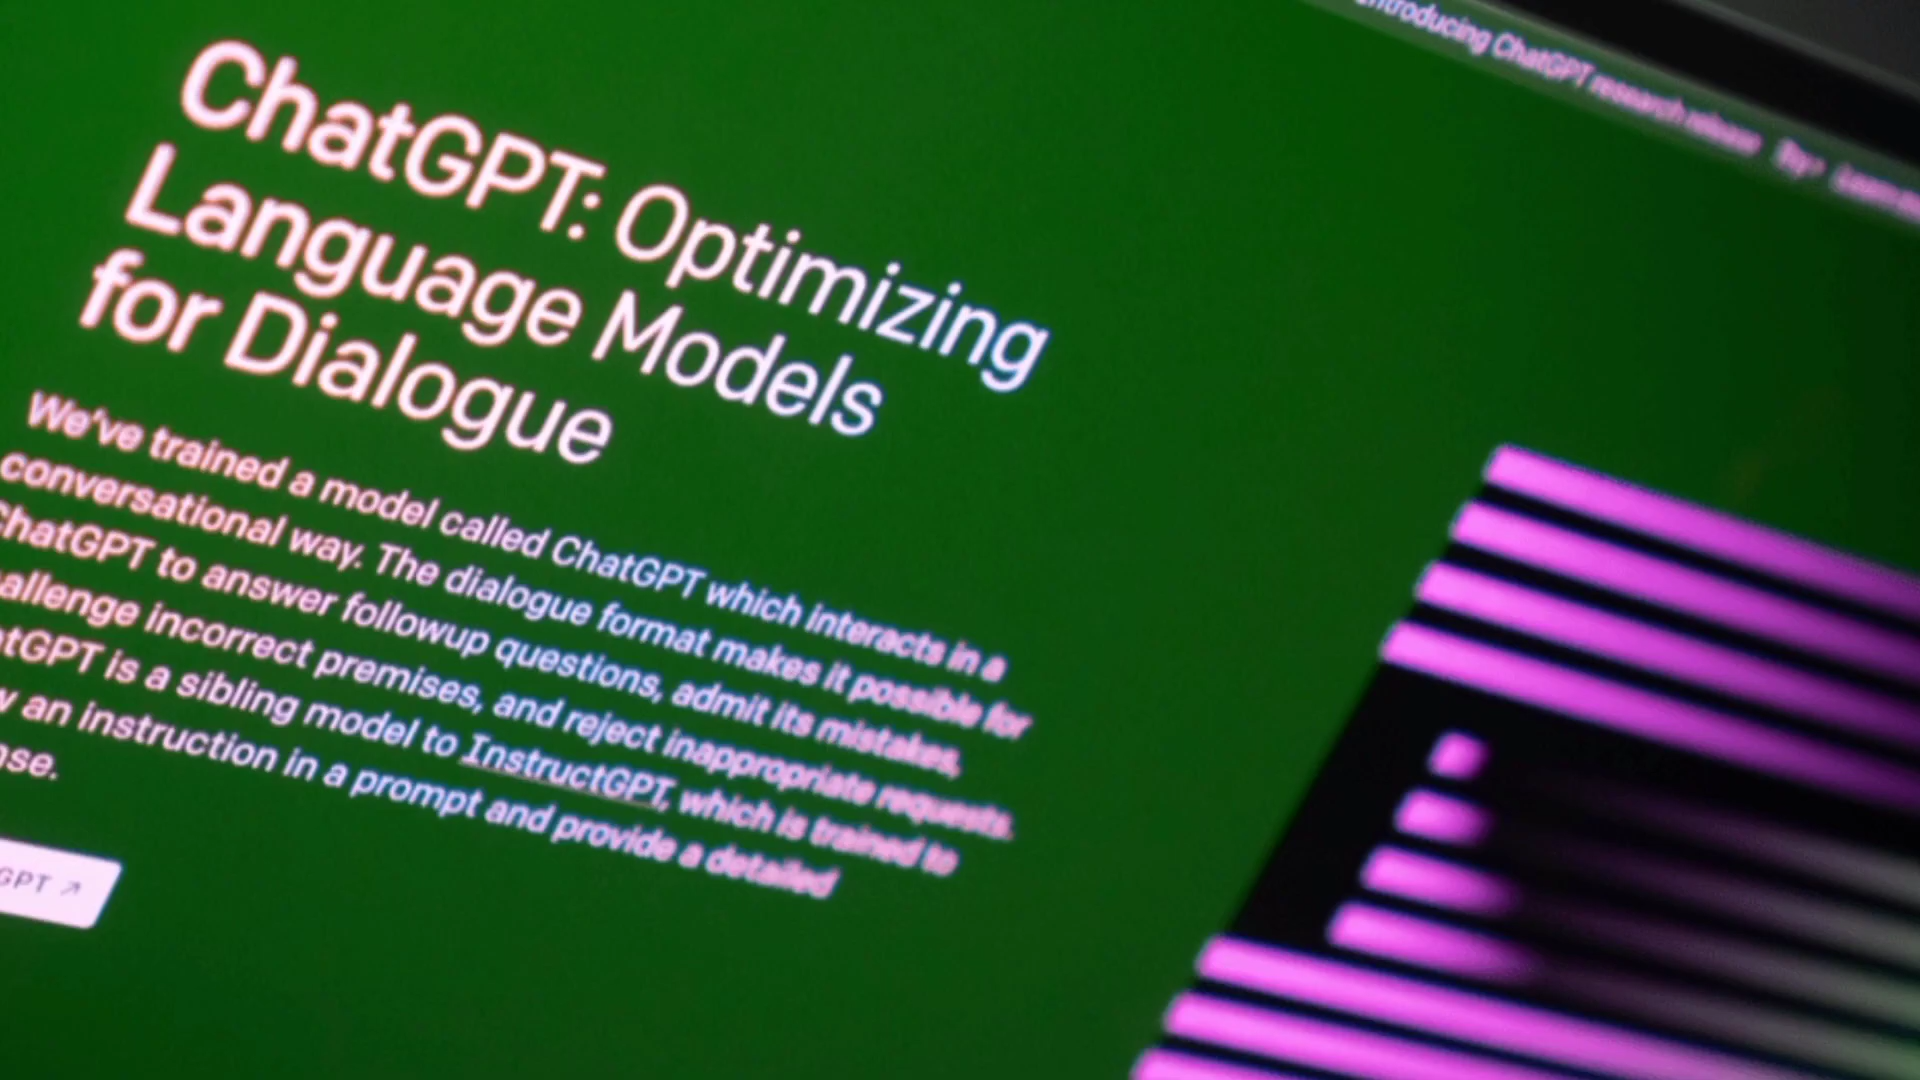 Introducing ChatGPT research release Try↗ Learn
ChatGPT: Optimizing
Language Models
for Dialogue
We've trained a model called ChatGPT which interacts in a
conversational way. The dialogue format makes it possible for
ChatGPT to answer followup questions, admit its mistakes,
allenge incorrect premises, and reject inappropriate requests.
tGPT is a sibling model to InstructGPT, which is trained to
an instruction in a prompt and provide a detailed
nse.
GPT ↗